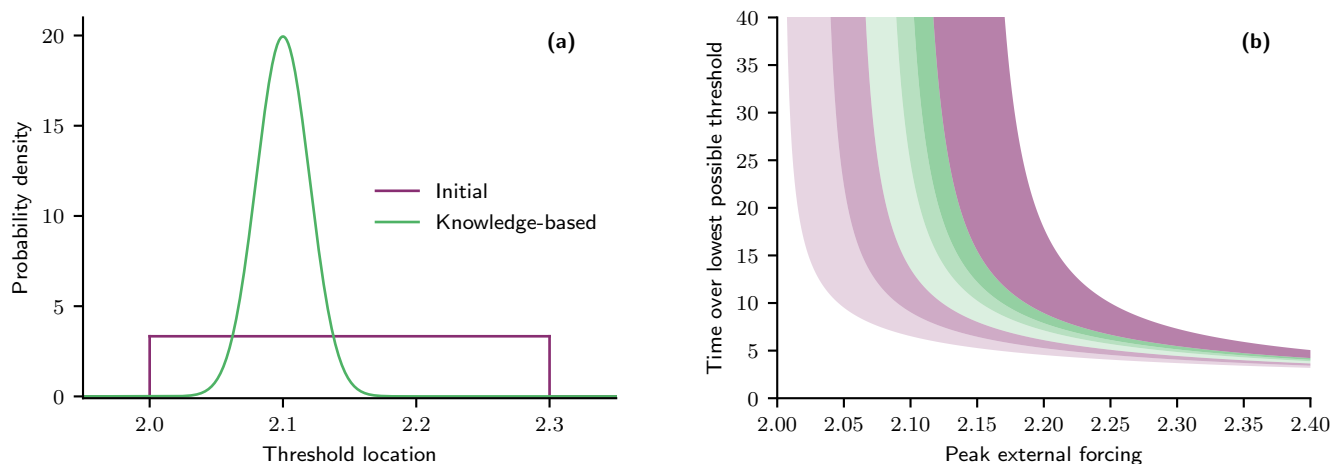 (a)
20
15
10
5
0
Probability density
Initial
Knowledge-based
2.0 2.1 2.2 2.3
Threshold location
(b)
40
35
30
25
20
15
10
5
0
Time over lowest possible threshold
2.00 2.05 2.10 2.15 2.20 2.25 2.30 2.35 2.40
Peak external forcing